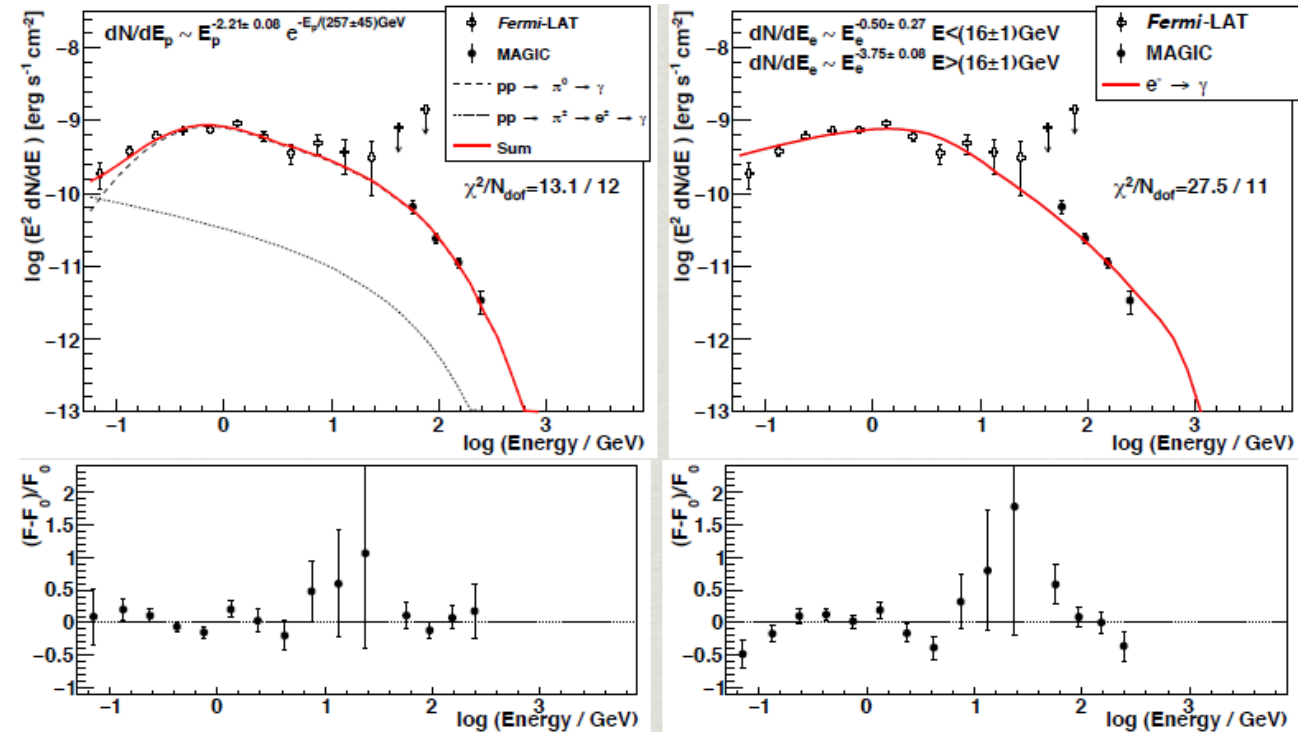 dN/dE_p ~ E_p^-2.21± 0.08 e^-E_p/(257±45)GeV
Fermi-LAT
MAGIC
pp → π⁰ → γ
pp → π^± → e^± → γ
Sum
χ²/N_dof=13.1 / 12
log (E² dN/dE ) [erg s⁻¹ cm⁻²]
−8
−9
−10
−11
−12
−13
−1 0 1 2 3
log (Energy / GeV)
dN/dE_e ~ E_e^-0.50± 0.27 E<(16±1)GeV
dN/dE_e ~ E_e^-3.75± 0.08 E>(16±1)GeV
Fermi-LAT
MAGIC
e⁻ → γ
χ²/N_dof=27.5 / 11
log (E² dN/dE ) [erg s⁻¹ cm⁻²]
−8
−9
−10
−11
−12
−13
−1 0 1 2 3
log (Energy / GeV)
(F-F₀)/F₀
2
1.5
1
0.5
0
−0.5
−1
−1 0 1 2 3
log (Energy / GeV)
(F-F₀)/F₀
2
1.5
1
0.5
0
−0.5
−1
−1 0 1 2 3
log (Energy / GeV)